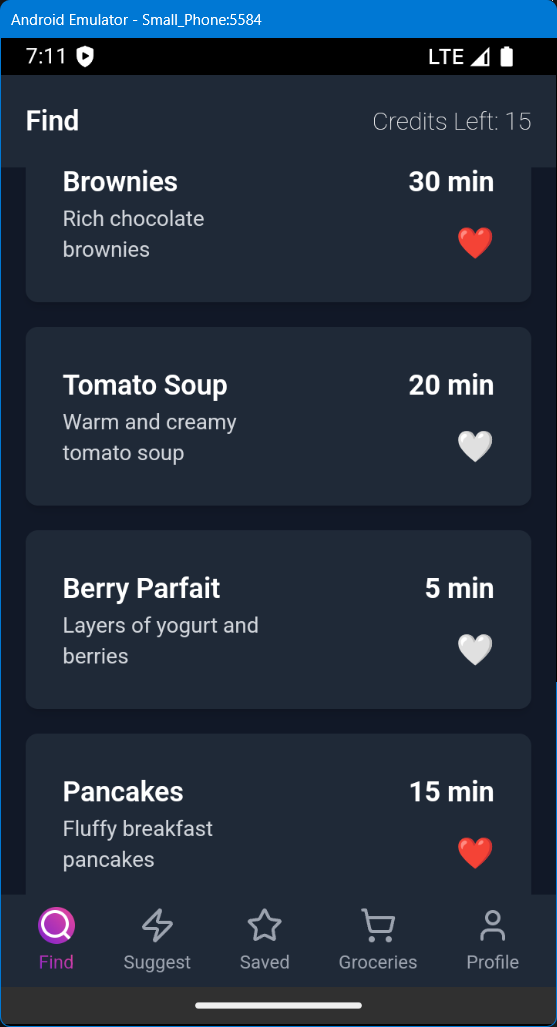 Android Emulator - Small_Phone:5584
7:11 LTE
Find Credits Left: 15
Brownies 30 min
Rich chocolate
brownies
Tomato Soup 20 min
Warm and creamy
tomato soup
Berry Parfait 5 min
Layers of yogurt and
berries
Pancakes 15 min
Fluffy breakfast
pancakes
Find Suggest Saved Groceries Profile